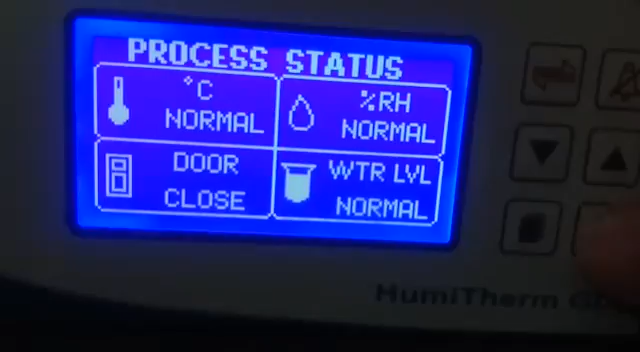 PROCESS STATUS
°C
NORMAL
%RH
NORMAL
DOOR
CLOSE
WTR LVL
NORMAL
HumiTherm